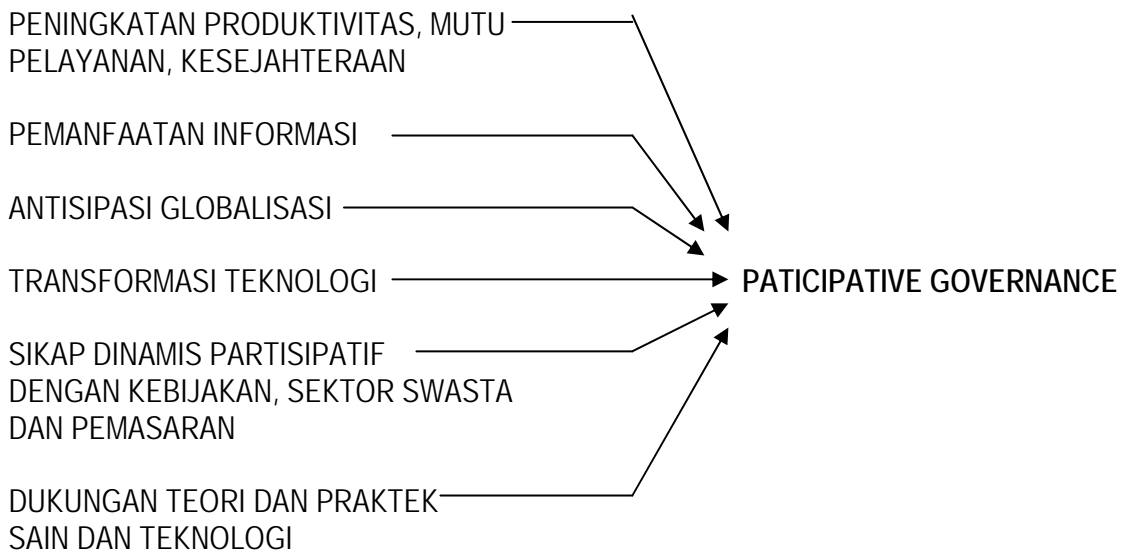 PENINGKATAN PRODUKTIVITAS, MUTU
PELAYANAN, KESEJAHTERAAN
PEMANFAATAN INFORMASI
ANTISIPASI GLOBALISASI
TRANSFORMASI TEKNOLOGI
PATICIPATIVE GOVERNANCE
SIKAP DINAMIS PARTISIPATIF
DENGAN KEBIJAKAN, SEKTOR SWASTA
DAN PEMASARAN
DUKUNGAN TEORI DAN PRAKTEK
SAIN DAN TEKNOLOGI